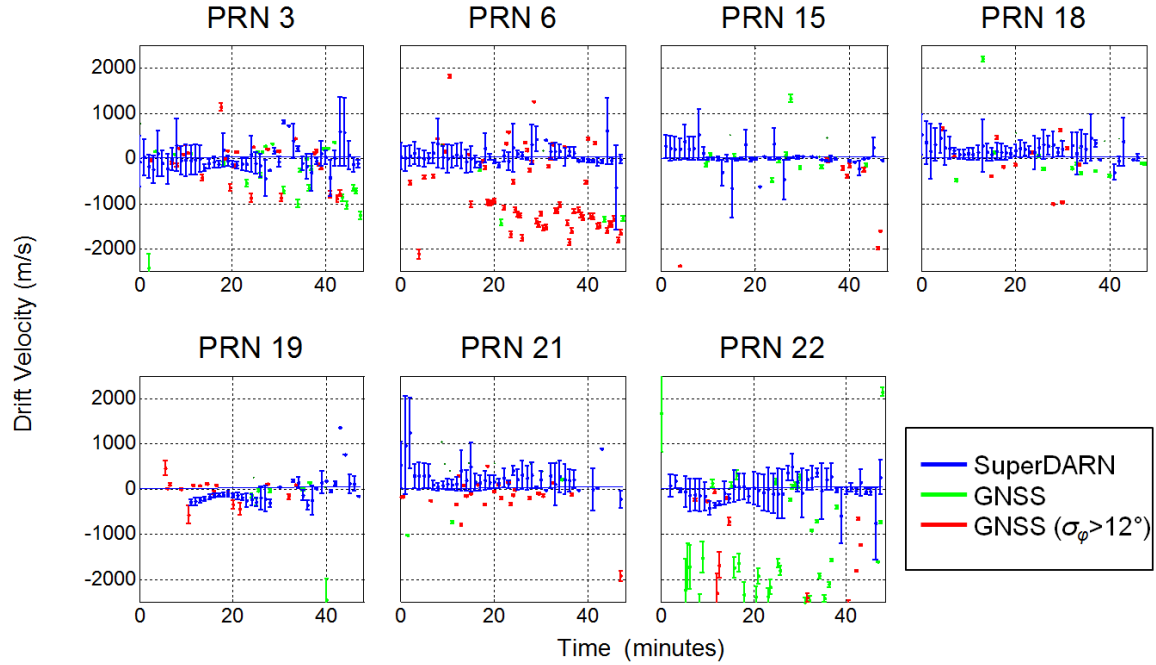 PRN 3 PRN 6 PRN 15 PRN 18
2000
1000
0
-1000
-2000
0 20 40 0 20 40 0 20 40 0 20 40
Drift Velocity (m/s)
PRN 19 PRN 21 PRN 22
2000
1000
0
-1000
-2000
0 20 40 0 20 40 0 20 40
Time (minutes)
SuperDARN
GNSS
GNSS (σφ>12°)